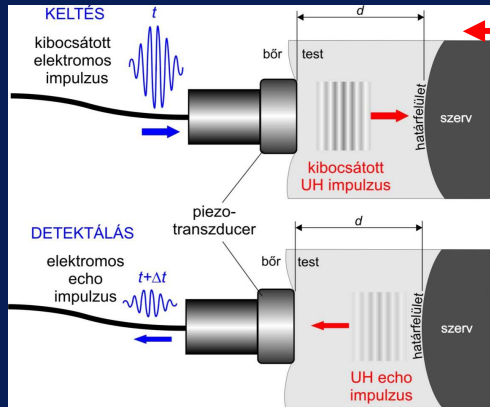 KELTÉS
kibocsátott
elektromos
impulzus
t
d
bőr
test
határfelület
szerv
kibocsátott
UH impulzus
piezo-
transzducer
DETEKTÁLÁS
elektromos
echo
impulzus
t+Δt
d
bőr
test
határfelület
szerv
UH echo
impulzus